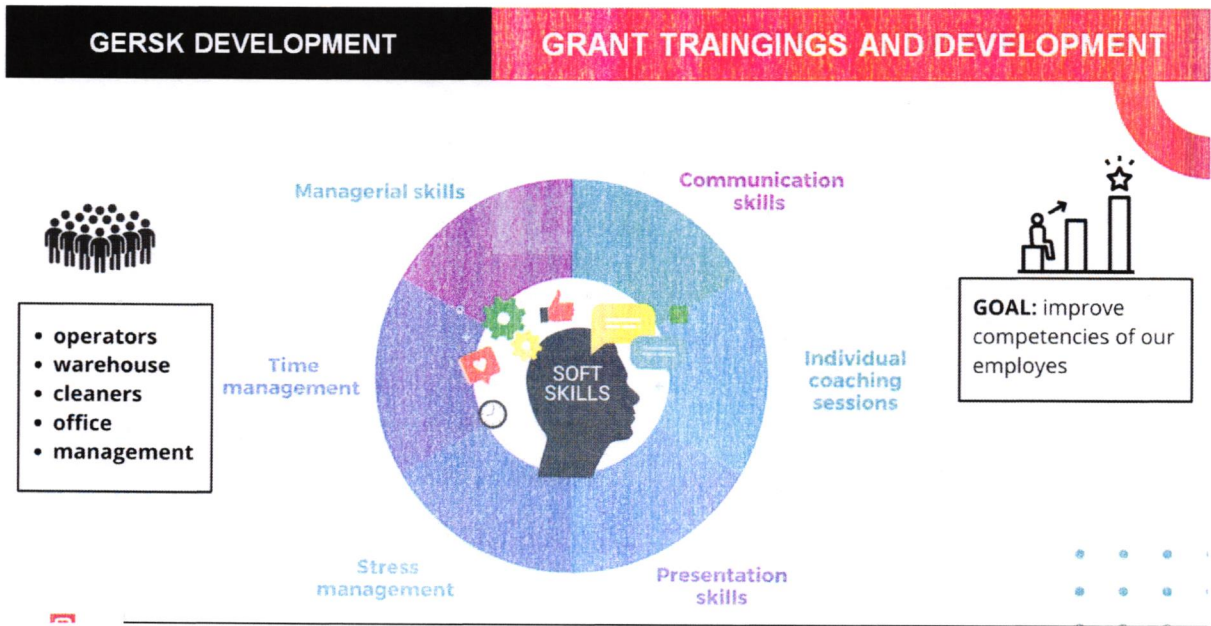 GERSK DEVELOPMENT
GRANT TRAINGINGS AND DEVELOPMENT
Managerial skills
Communication
skills
• operators
• warehouse
• cleaners
• office
• management
Time
management
SOFT
SKILLS
Individual
coaching
sessions
GOAL: improve
competencies of our
employes
Stress
management
Presentation
skills